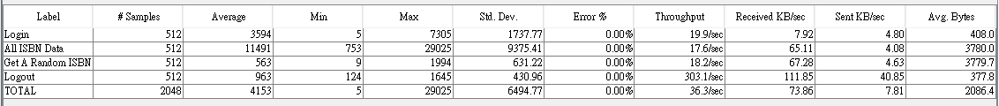 Label # Samples Average Min Max Std. Dev. Error % Throughput Received KB/sec Sent KB/sec Avg. Bytes
Login 512 3594 5 7305 1737.77 0.00% 19.9/sec 7.92 4.80 408.0
All ISBN Data 512 11491 753 29025 9375.41 0.00% 17.6/sec 65.11 4.08 3780.0
Get A Random ISBN 512 563 9 1994 631.22 0.00% 18.2/sec 67.28 4.63 3779.7
Logout 512 963 124 1645 430.96 0.00% 303.1/sec 111.85 40.85 377.8
TOTAL 2048 4153 5 29025 6494.77 0.00% 36.3/sec 73.86 7.81 2086.4